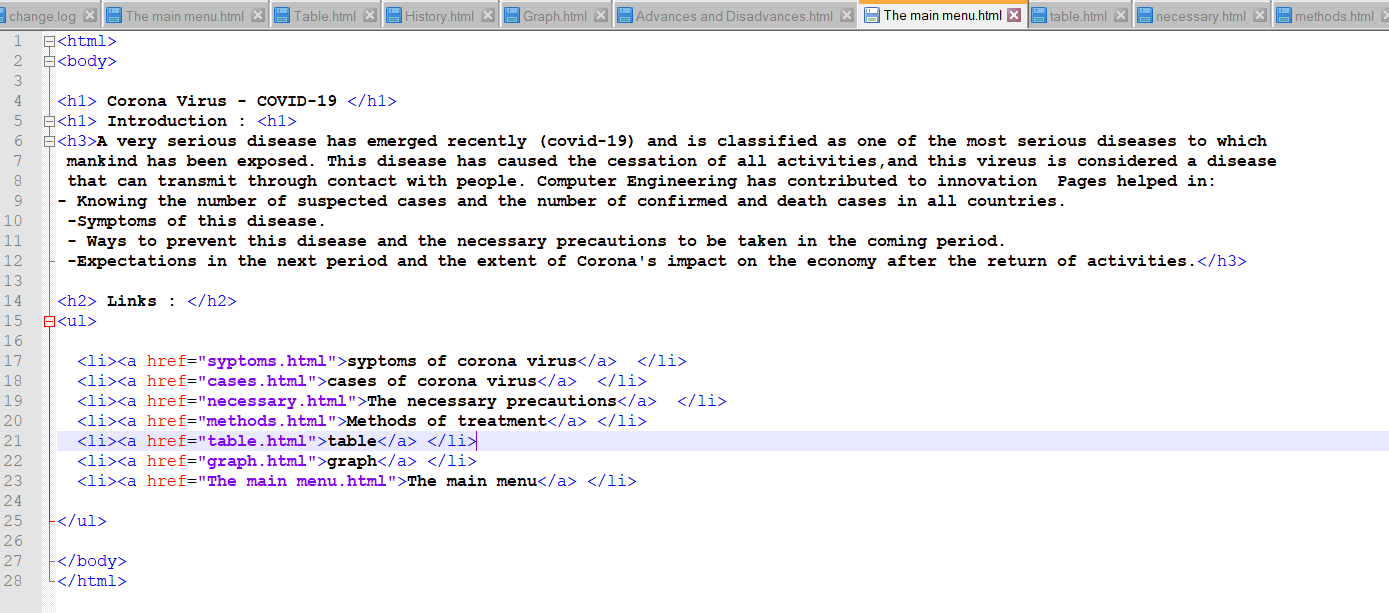 change.log The main menu.html Table.html History.html Graph.html Advances and Disadvances.html The main menu.html table.html necessary.html methods.html
1 <html>
2 <body>
3
4 <h1> Corona Virus - COVID-19 </h1>
5 <h1> Introduction : <h1>
6 <h3>A very serious disease has emerged recently (covid-19) and is classified as one of the most serious diseases to which
7 mankind has been exposed. This disease has caused the cessation of all activities,and this vireus is considered a disease
8 that can transmit through contact with people. Computer Engineering has contributed to innovation  Pages helped in:
9 - Knowing the number of suspected cases and the number of confirmed and death cases in all countries.
10 -Symptoms of this disease.
11 - Ways to prevent this disease and the necessary precautions to be taken in the coming period.
12 -Expectations in the next period and the extent of Corona's impact on the economy after the return of activities.</h3>
13
14 <h2> Links : </h2>
15 <ul>
16
17 <li><a href="syptoms.html">syptoms of corona virus</a>  </li>
18 <li><a href="cases.html">cases of corona virus</a>  </li>
19 <li><a href="necessary.html">The necessary precautions</a>  </li>
20 <li><a href="methods.html">Methods of treatment</a> </li>
21 <li><a href="table.html">table</a> </li>
22 <li><a href="graph.html">graph</a> </li>
23 <li><a href="The main menu.html">The main menu</a> </li>
24
25 </ul>
26
27 </body>
28 </html>